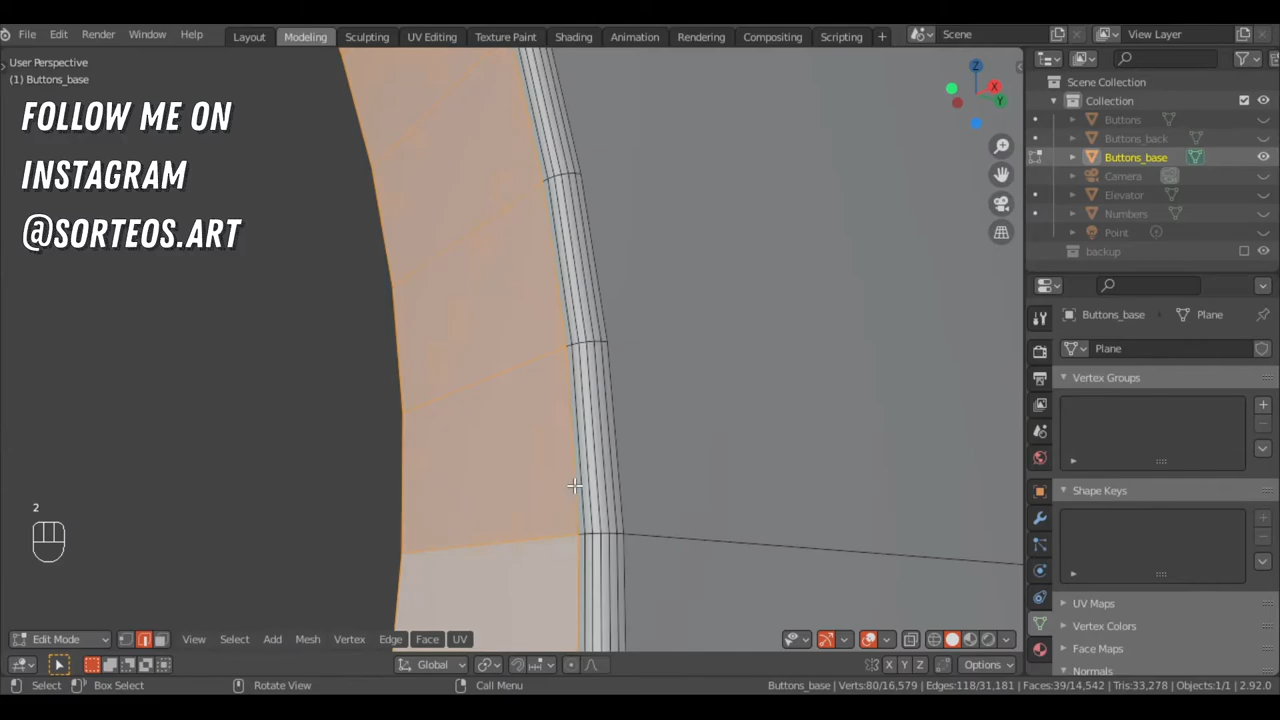 File Edit Render Window Help Layout Modeling Sculpting UV Editing Texture Paint Shading Animation Rendering Compositing Scripting + Scene View Layer
User Perspective
(1) Buttons_base
FOLLOW ME ON
INSTAGRAM
@SORTEOS.ART
Z
X
Y
Scene Collection
Collection
Buttons
Buttons_back
Buttons_base
Camera
Elevator
Numbers
Point
backup
Buttons_base Plane
Plane
Vertex Groups
Shape Keys
UV Maps
Vertex Colors
Face Maps
Normals
2
Edit Mode View Select Add Mesh Vertex Edge Face UV
Global X Y Z Options
Select Box Select Rotate View Call Menu Buttons_base | Verts:80/16,579 | Edges:118/31,181 | Faces:39/14,542 | Tris:33,278 | Objects:1/1 | 2.92.0